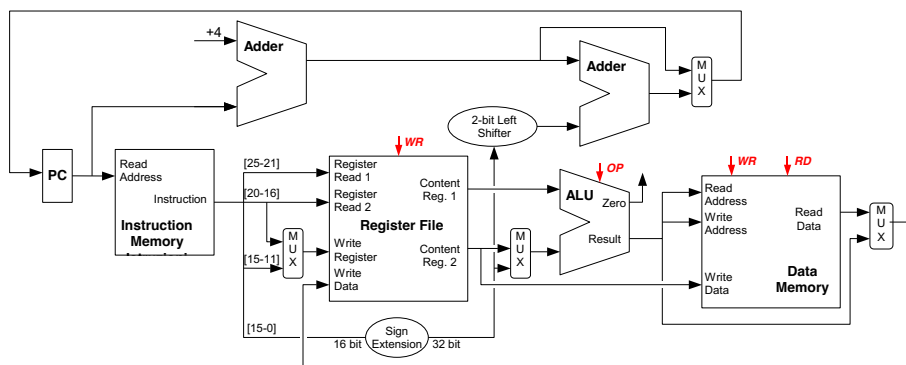 +4
Adder
Adder
M
U
X
2-bit Left
Shifter
WR
OP
WR
RD
PC
Read
Address
Instruction
Instruction
Memory
[25-21]
[20-16]
[15-11]
[15-0]
M
U
X
Register
Read 1
Register
Read 2
Register File
Write
Register
Write
Data
Content
Reg. 1
Content
Reg. 2
M
U
X
ALU
Zero
Result
Read
Address
Write
Address
Write
Data
Read
Data
Data
Memory
M
U
X
16 bit
Sign
Extension
32 bit